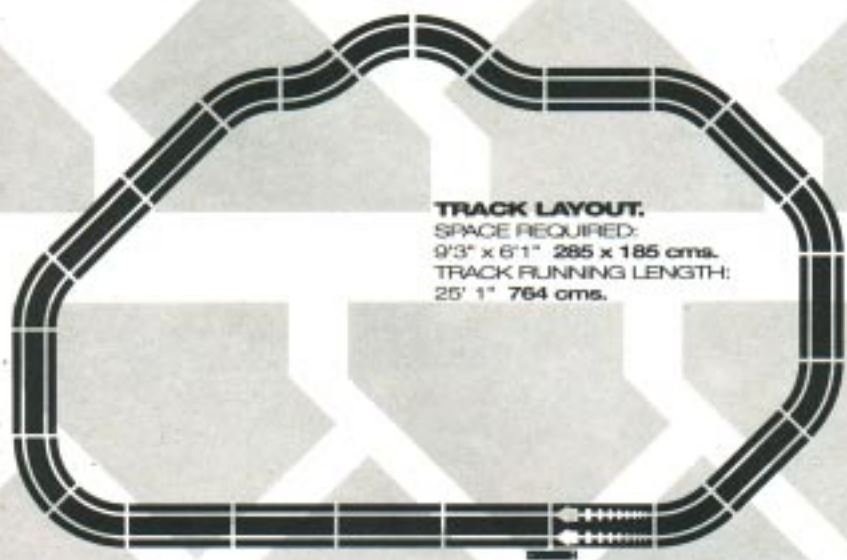 TRACK LAYOUT.
SPACE REQUIRED:
9'3" x 6'1" 285 x 185 cms.
TRACK RUNNING LENGTH:
25' 1" 764 cms.